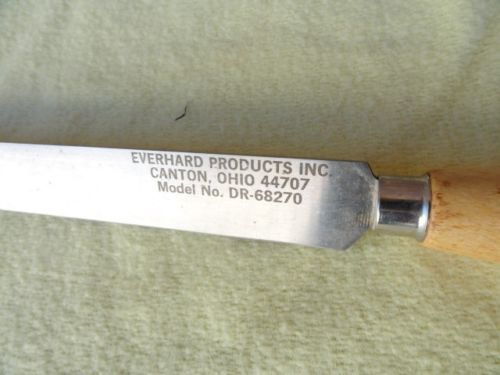 EVERHARD PRODUCTS INC.
CANTON, OHIO 44707
Model No. DR-68270